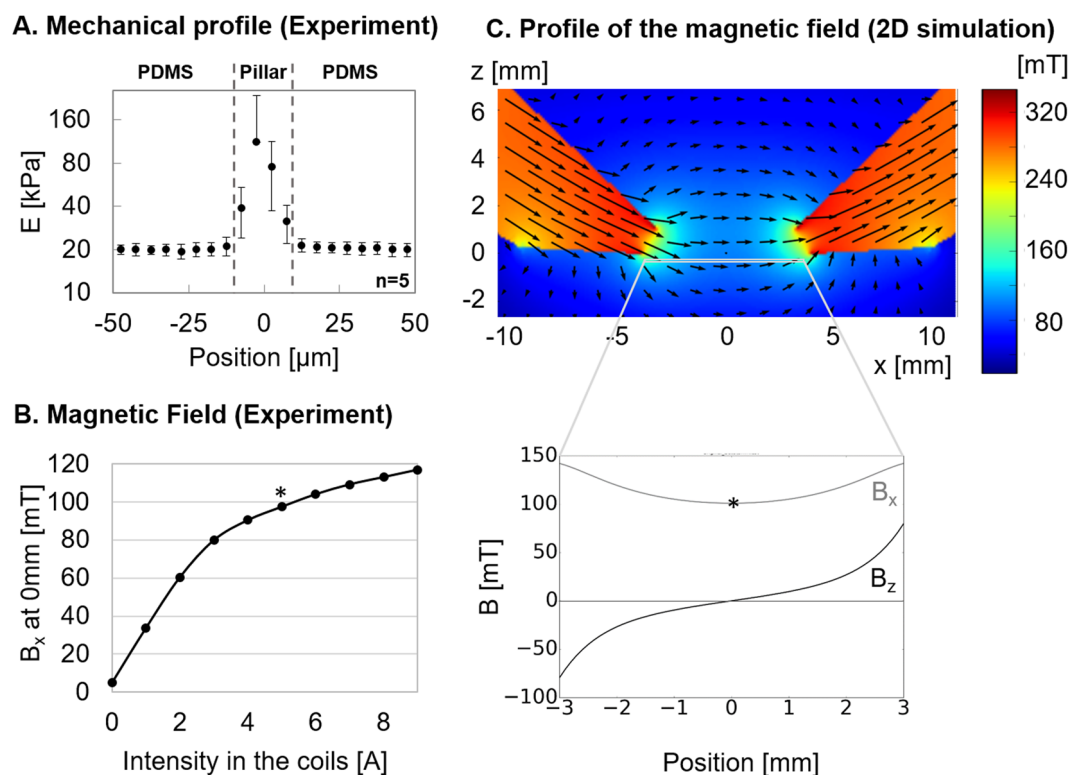 A. Mechanical profile (Experiment)
PDMS Pillar PDMS
E [kPa]
160
80
40
20
10
n=5
-50 -25 0 25 50
Position [µm]
B. Magnetic Field (Experiment)
Bx at 0mm [mT]
120
100
80
60
40
20
0
*
0 2 4 6 8
Intensity in the coils [A]
C. Profile of the magnetic field (2D simulation)
z [mm]
6
4
2
0
-2
-10 -5 0 5 10
x [mm]
[mT]
320
240
160
80
B [mT]
150
100
50
0
−50
−100
Bx
*
Bz
−3 −2 −1 0 1 2 3
Position [mm]